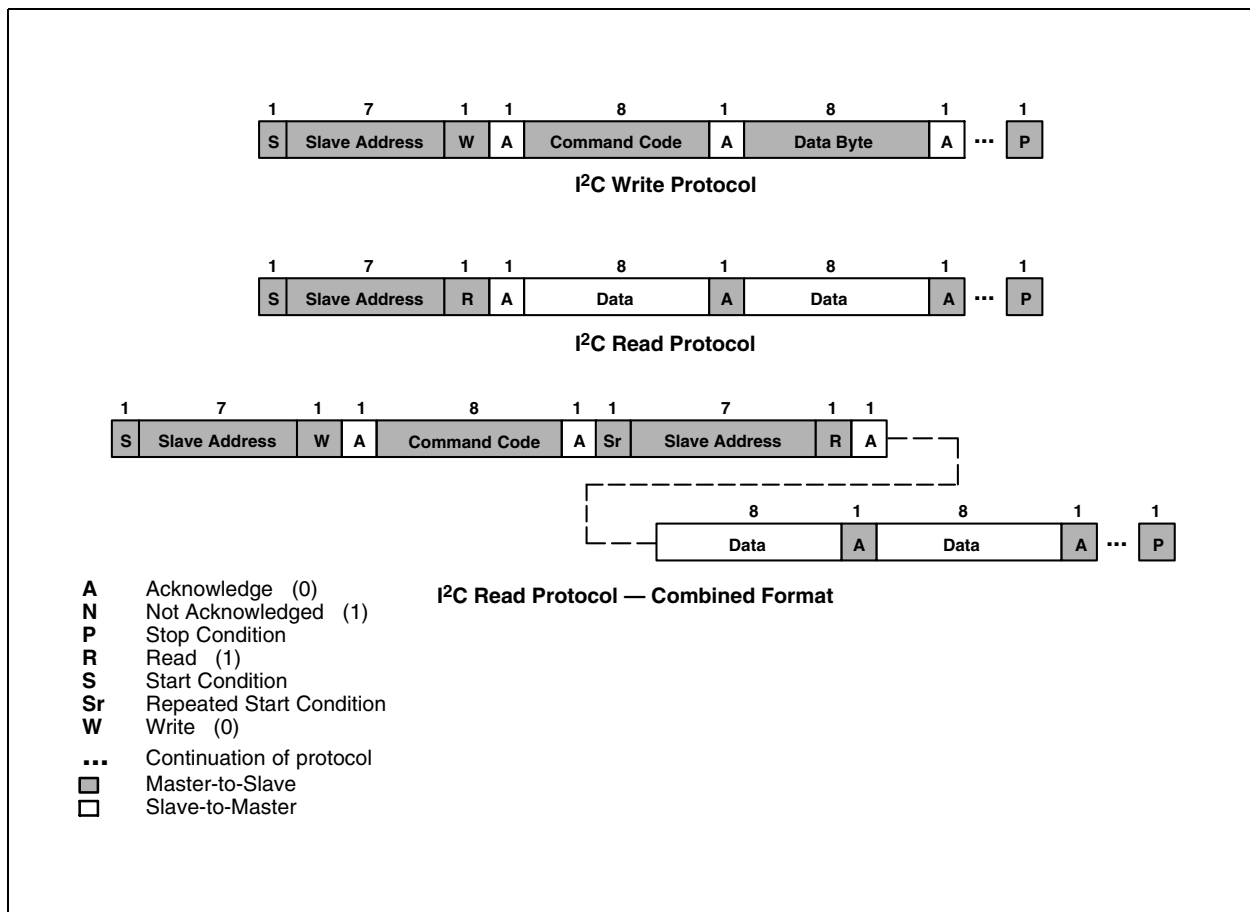 1 7 1 1 8 1 8 1 1
S Slave Address W A Command Code A Data Byte A ... P
I²C Write Protocol
1 7 1 1 8 1 8 1 1
S Slave Address R A Data A Data A ... P
I²C Read Protocol
1 7 1 1 8 1 1 7 1 1
S Slave Address W A Command Code A Sr Slave Address R A
8 1 8 1 1
Data A Data A ... P
I²C Read Protocol — Combined Format
A Acknowledge (0)
N Not Acknowledged (1)
P Stop Condition
R Read (1)
S Start Condition
Sr Repeated Start Condition
W Write (0)
... Continuation of protocol
Master-to-Slave
Slave-to-Master